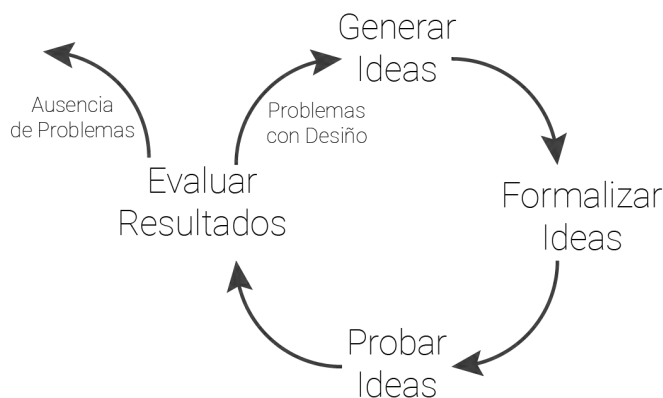 Generar
Ideas
Ausencia
de Problemas
Problemas
con Desiño
Evaluar
Resultados
Formalizar
Ideas
Probar
Ideas